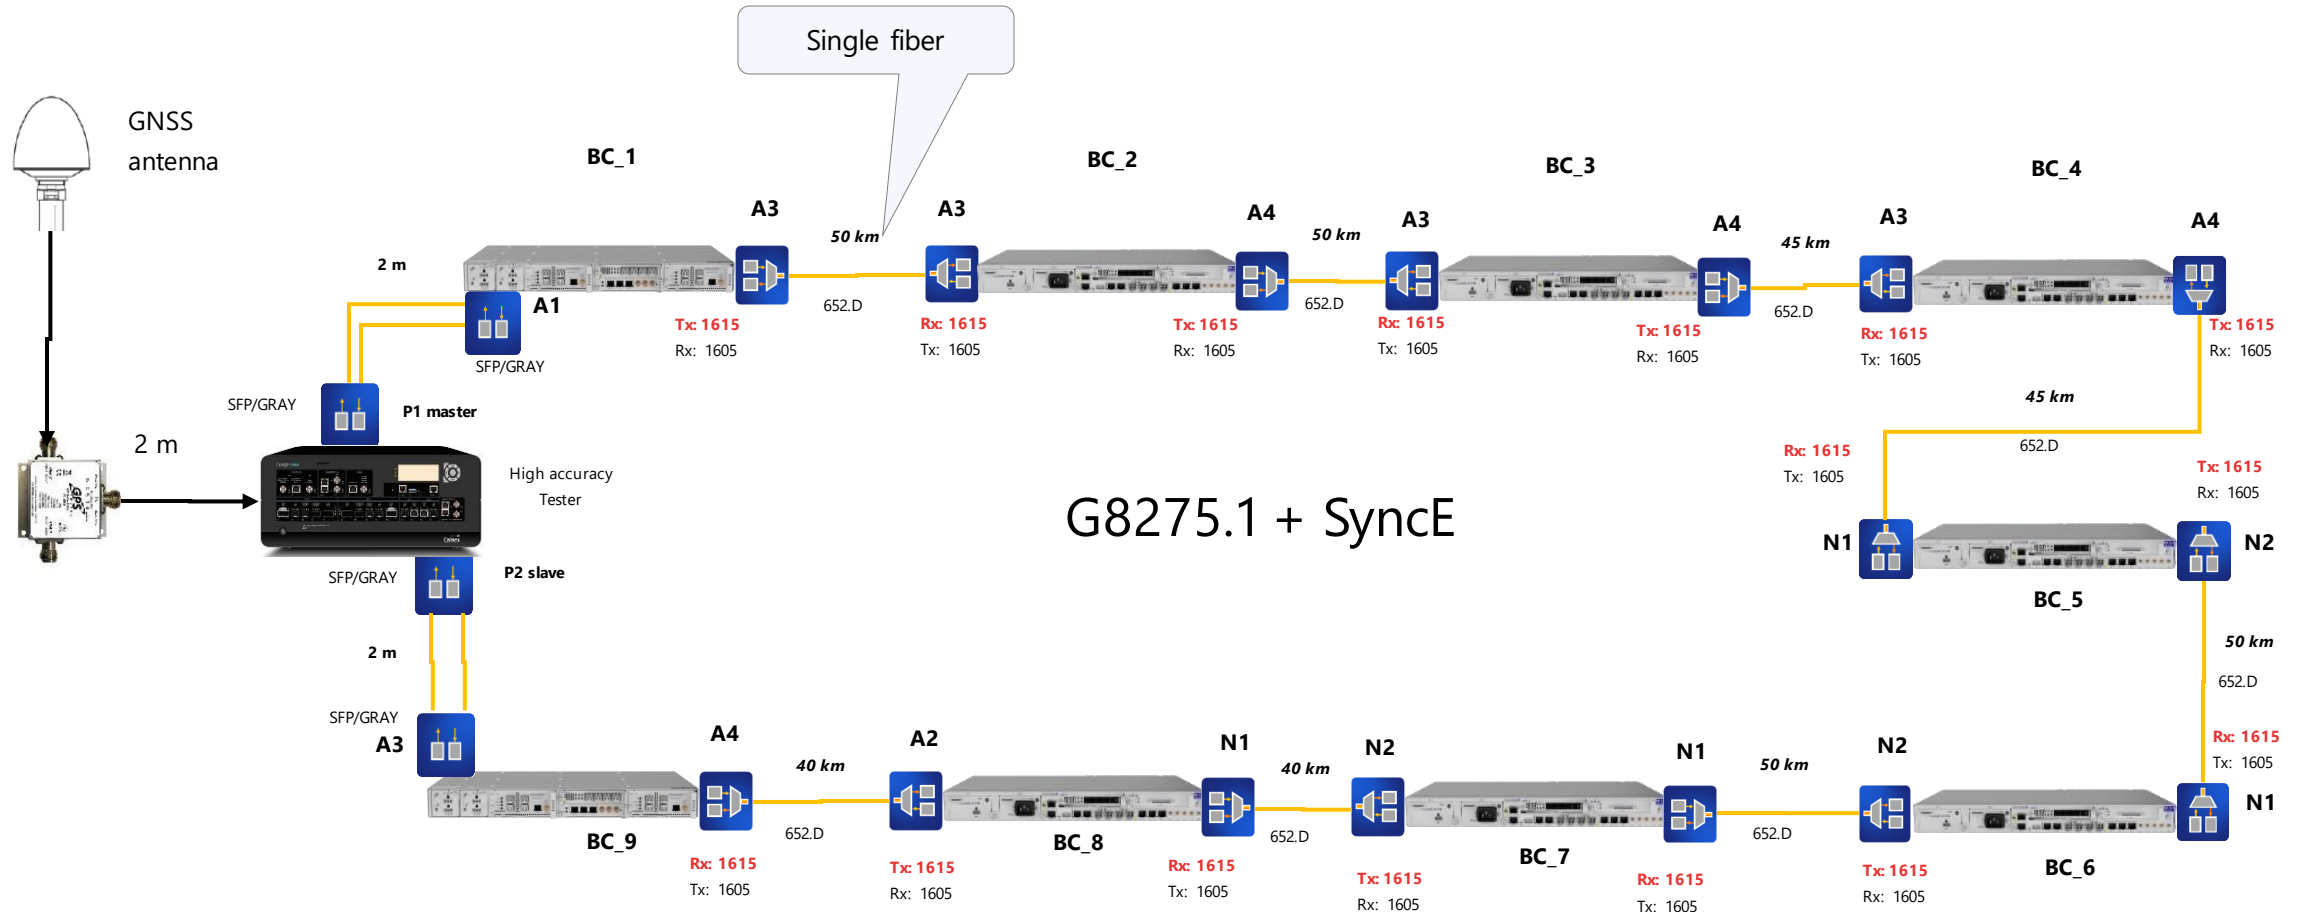 Single fiber
GNSS
antenna
BC_1
BC_2
BC_3
BC_4
A3
A3
A4
A3
A4
A3
A4
50 km
50 km
45 km
2 m
A1
652.D
652.D
652.D
Tx: 1615
Rx: 1605
Rx: 1615
Tx: 1605
Tx: 1615
Rx: 1605
Rx: 1615
Tx: 1605
Tx: 1615
Rx: 1605
Rx: 1615
Tx: 1605
Tx: 1615
Rx: 1605
SFP/GRAY
SFP/GRAY
P1 master
45 km
652.D
2 m
High accuracy
Tester
GPS
Calnex
G8275.1 + SyncE
Rx: 1615
Tx: 1605
Tx: 1615
Rx: 1605
N1
N2
BC_5
SFP/GRAY
P2 slave
50 km
652.D
2 m
SFP/GRAY
A3
A4
A2
N1
N2
N1
N2
Rx: 1615
Tx: 1605
N1
40 km
40 km
50 km
652.D
652.D
652.D
BC_9
BC_8
BC_7
BC_6
Rx: 1615
Tx: 1605
Tx: 1615
Rx: 1605
Rx: 1615
Tx: 1605
Tx: 1615
Rx: 1605
Rx: 1615
Tx: 1605
Tx: 1615
Rx: 1605